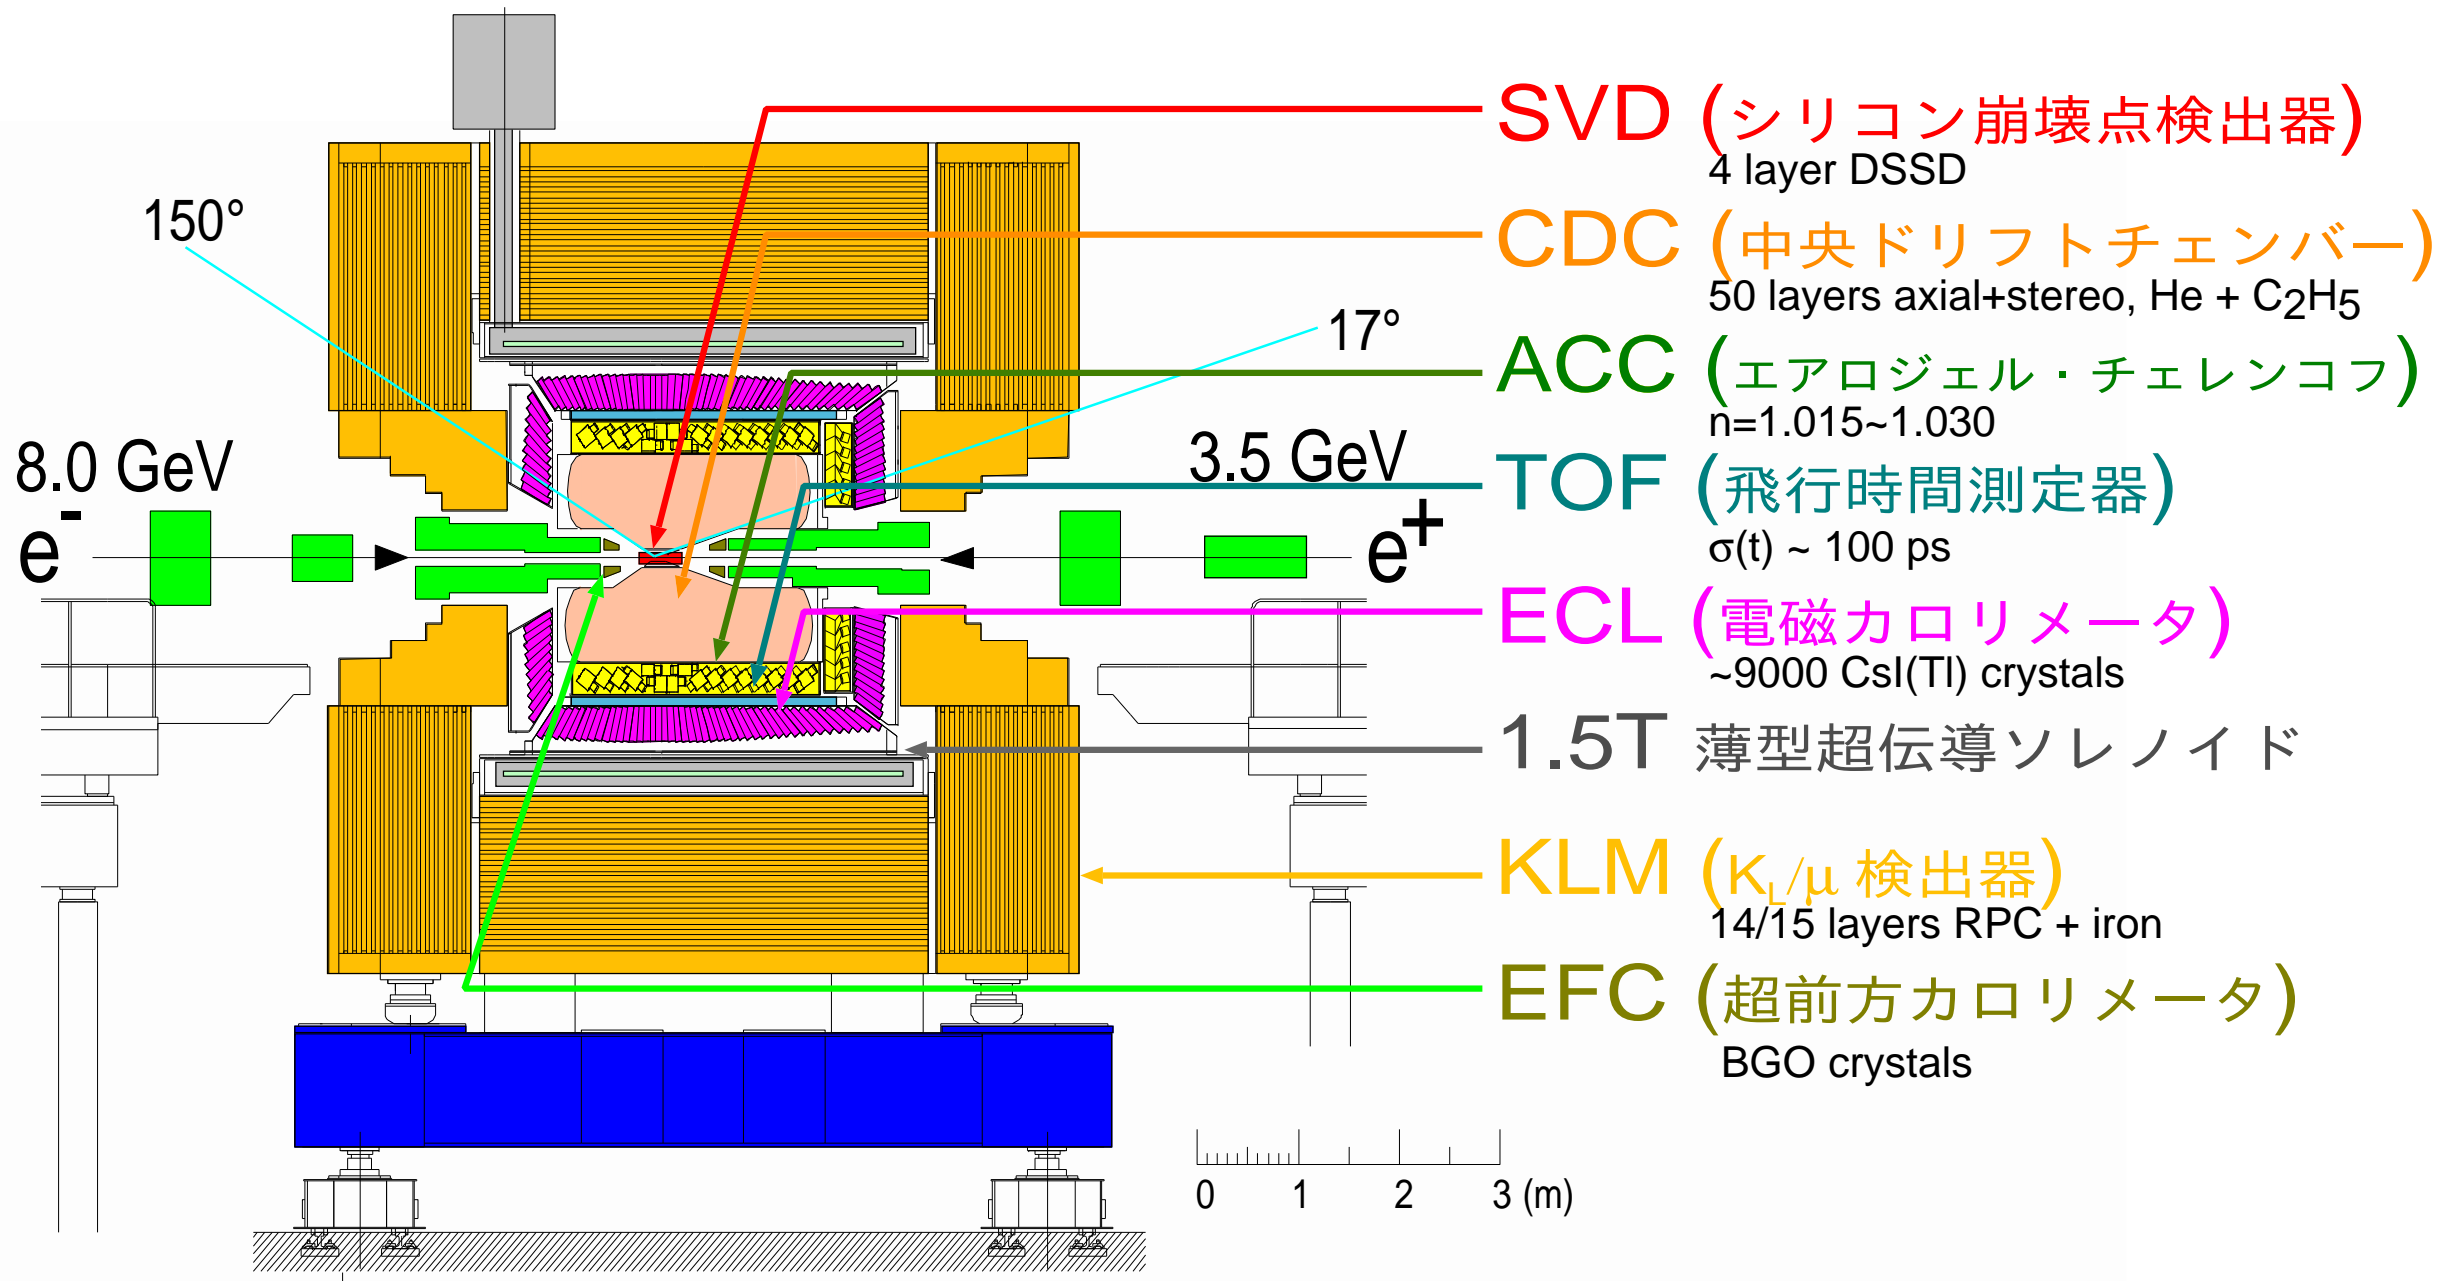 150°
17°
8.0 GeV
e-
3.5 GeV
e+
SVD (シリコン崩壊点検出器)
4 layer DSSD
CDC (中央ドリフトチェンバー)
50 layers axial+stereo, He + C2H5
ACC (エアロジェル・チェレンコフ)
n=1.015~1.030
TOF (飛行時間測定器)
σ(t) ~ 100 ps
ECL (電磁カロリメータ)
~9000 CsI(Tl) crystals
1.5T 薄型超伝導ソレノイド
KLM (KL/μ 検出器)
14/15 layers RPC + iron
EFC (超前方カロリメータ)
BGO crystals
0 1 2 3 (m)